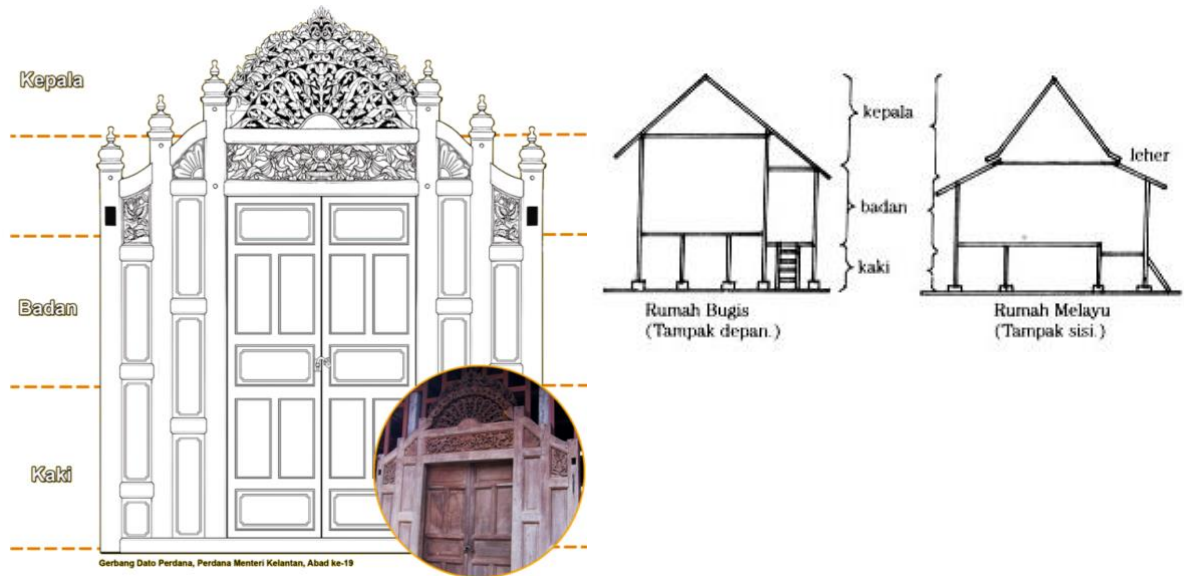 Kepala
Badan
Kaki
Gerbang Dato Perdana, Perdana Menteri Kelantan, Abad ke-19
kepala
badan
kaki
Rumah Bugis
(Tampak depan.)
leher
Rumah Melayu
(Tampak sisi.)